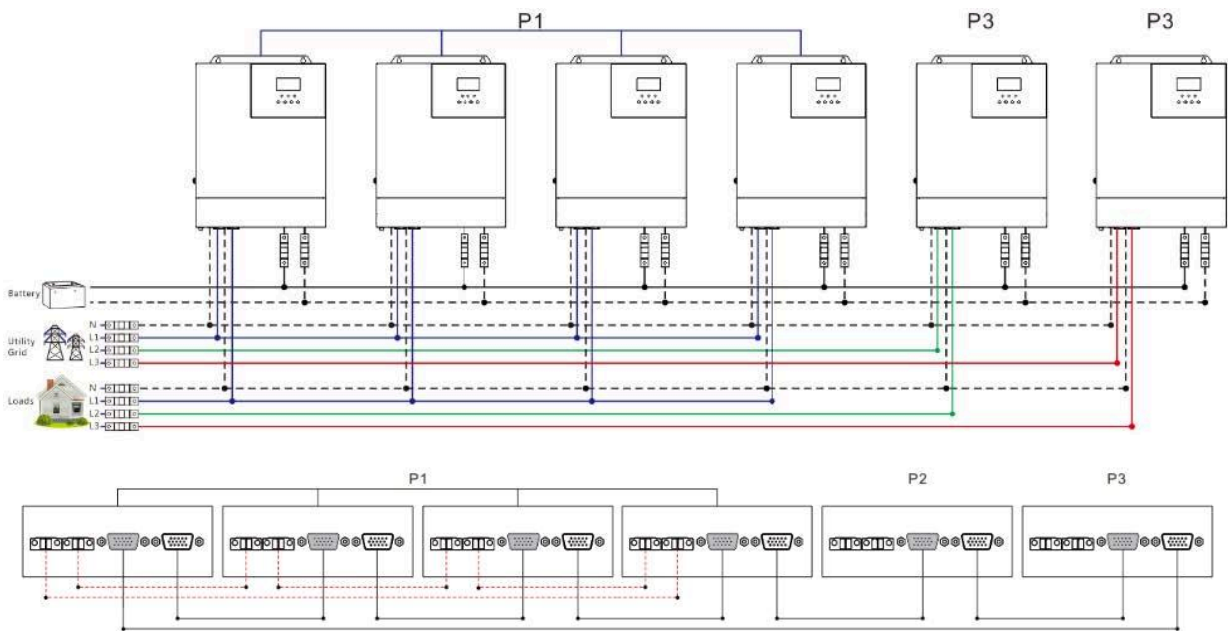 P1 P3 P3
Battery
Utility
Grid
N
L1
L2
L3
Loads
N
L1
L2
L3
P1 P2 P3